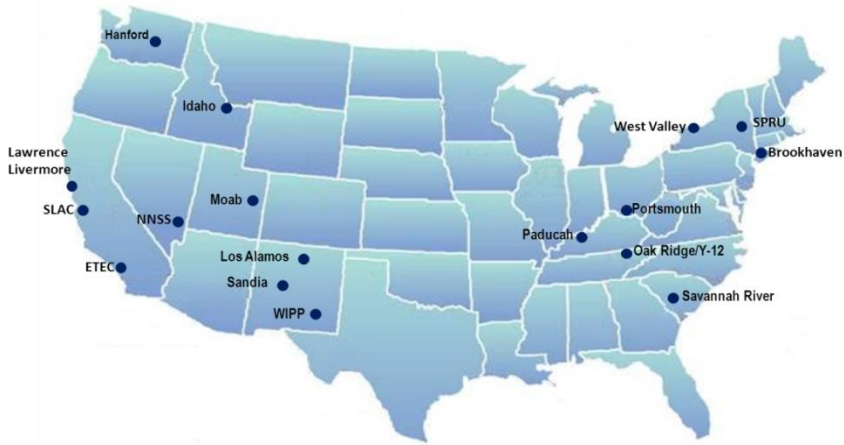 Hanford
Idaho
West Valley
SPRU
Lawrence
Livermore
Brookhaven
SLAC
Moab
NNSS
Portsmouth
Paducah
Oak Ridge/Y-12
Los Alamos
ETEC
Sandia
Savannah River
WIPP